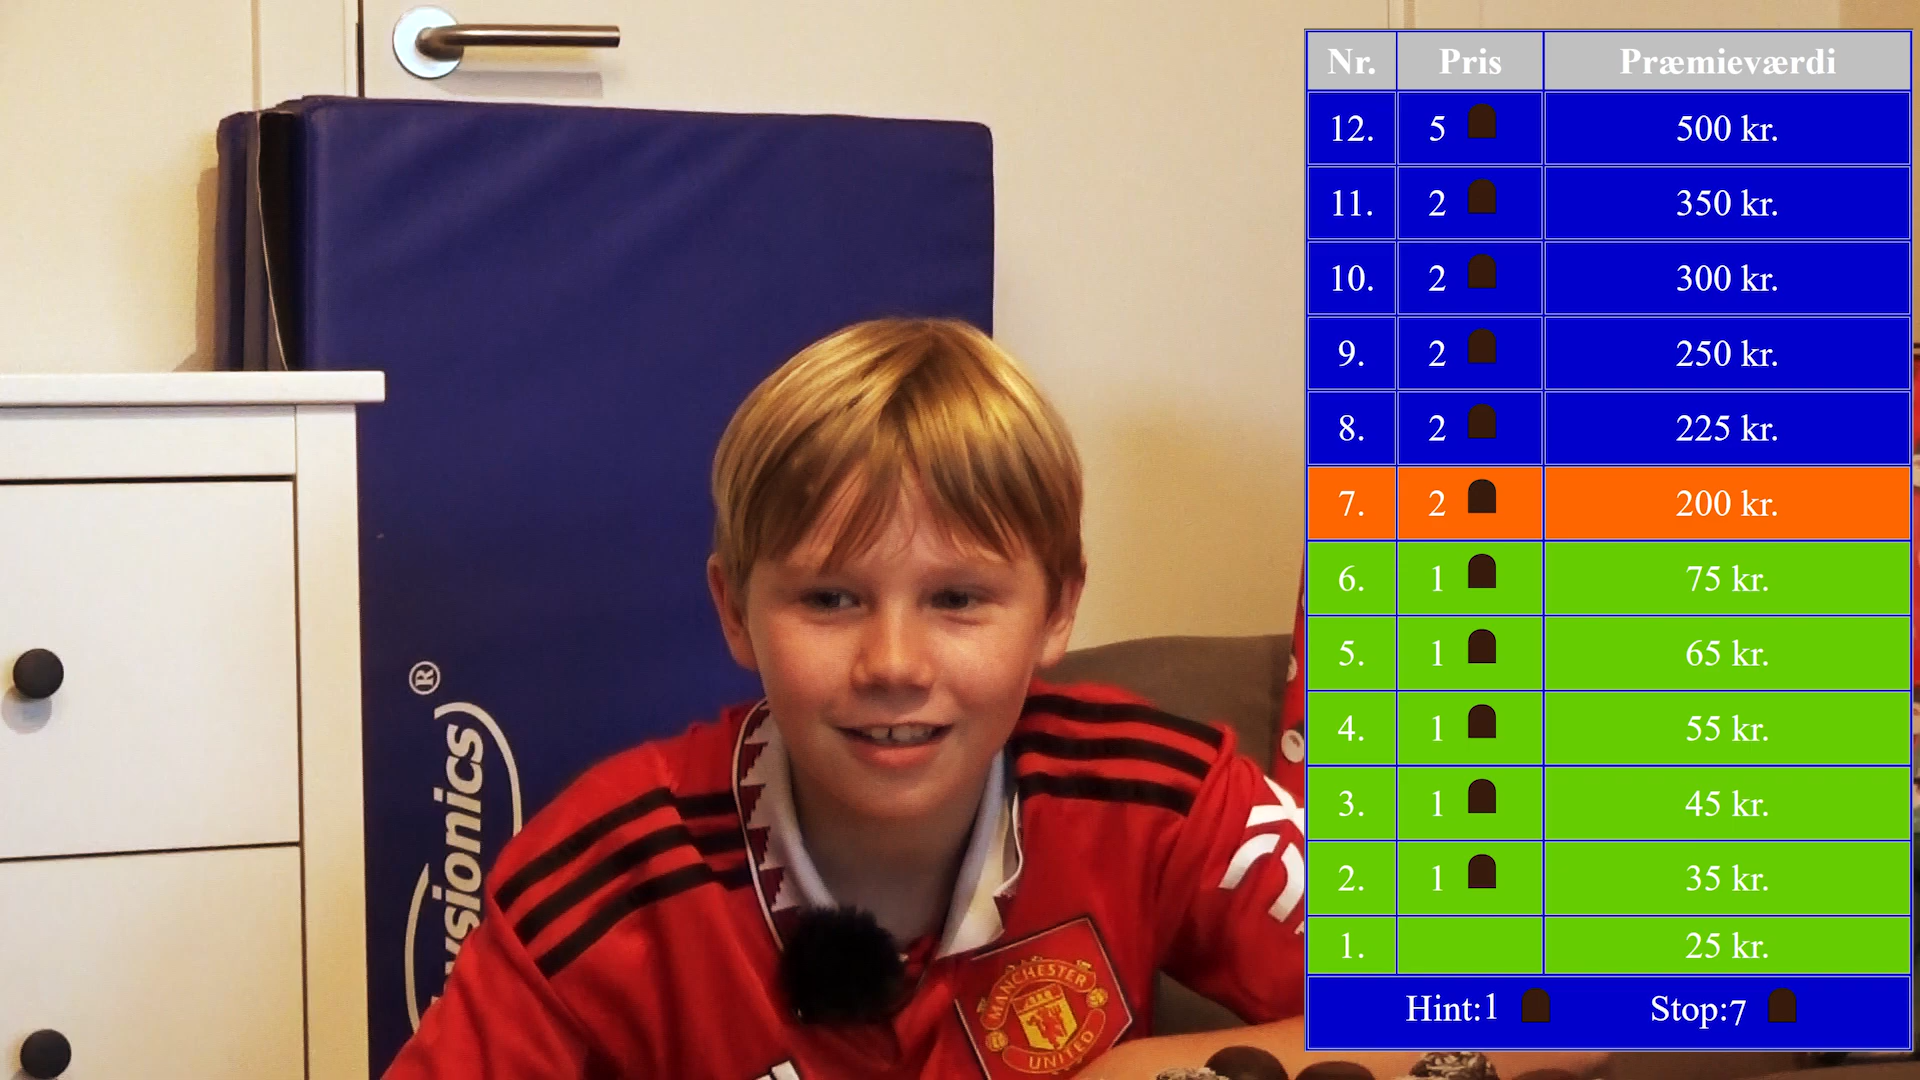 Nr. Pris Præmieværdi
12. 5 500 kr.
11. 2 350 kr.
10. 2 300 kr.
9. 2 250 kr.
8. 2 225 kr.
7. 2 200 kr.
6. 1 75 kr.
5. 1 65 kr.
4. 1 55 kr.
3. 1 45 kr.
2. 1 35 kr.
1. 25 kr.
Hint:1 Stop:7
®
MANCHESTER
UNITED